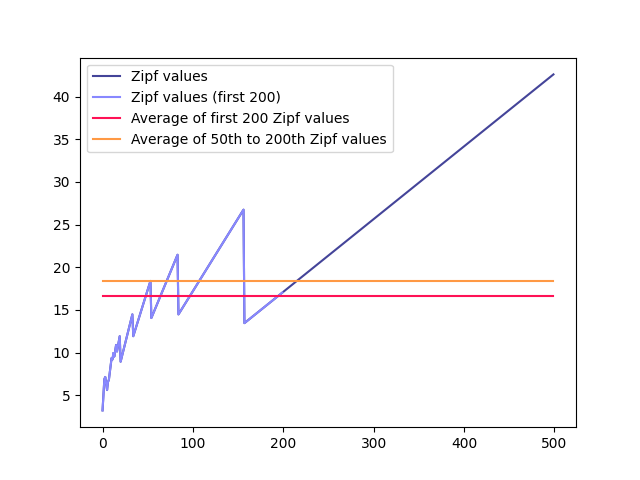 Zipf values
Zipf values (first 200)
Average of first 200 Zipf values
Average of 50th to 200th Zipf values
40
35
30
25
20
15
10
5
0 100 200 300 400 500